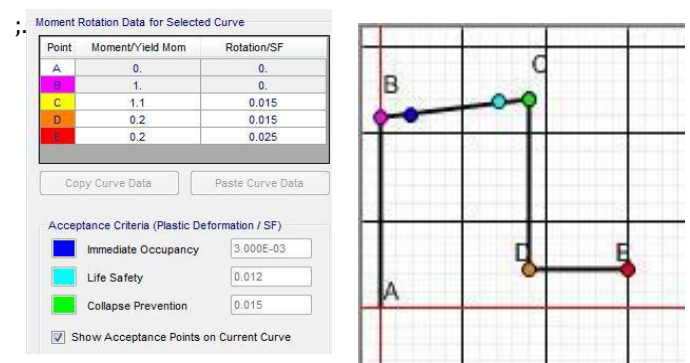 ;.
Moment Rotation Data for Selected Curve
Point Moment/Yield Mom Rotation/SF
A 0. 0.
B 1. 0.
C 1.1 0.015
D 0.2 0.015
E 0.2 0.025
Copy Curve Data Paste Curve Data
Acceptance Criteria (Plastic Deformation / SF)
Immediate Occupancy 3.000E-03
Life Safety 0.012
Collapse Prevention 0.015
Show Acceptance Points on Current Curve
C
B
D E
A